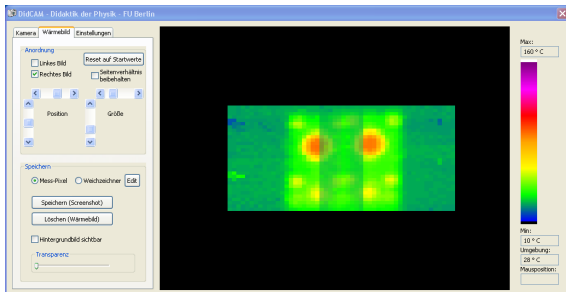 DidCAM - Didaktik der Physik - FU Berlin
Kamera Wärmebild Einstellungen
Anordnung
Linkes Bild
Reset auf Startwerte
Rechtes Bild
Seitenverhältnis
beibehalten
Position
Größe
Speichern
Mess-Pixel
Weichzeichner
Edit
Speichern (Screenshot)
Löschen (Wärmebild)
Hintergrundbild sichtbar
Transparenz
Max:
160 ° C
Min:
10 ° C
Umgebung:
28 ° C
Mausposition: